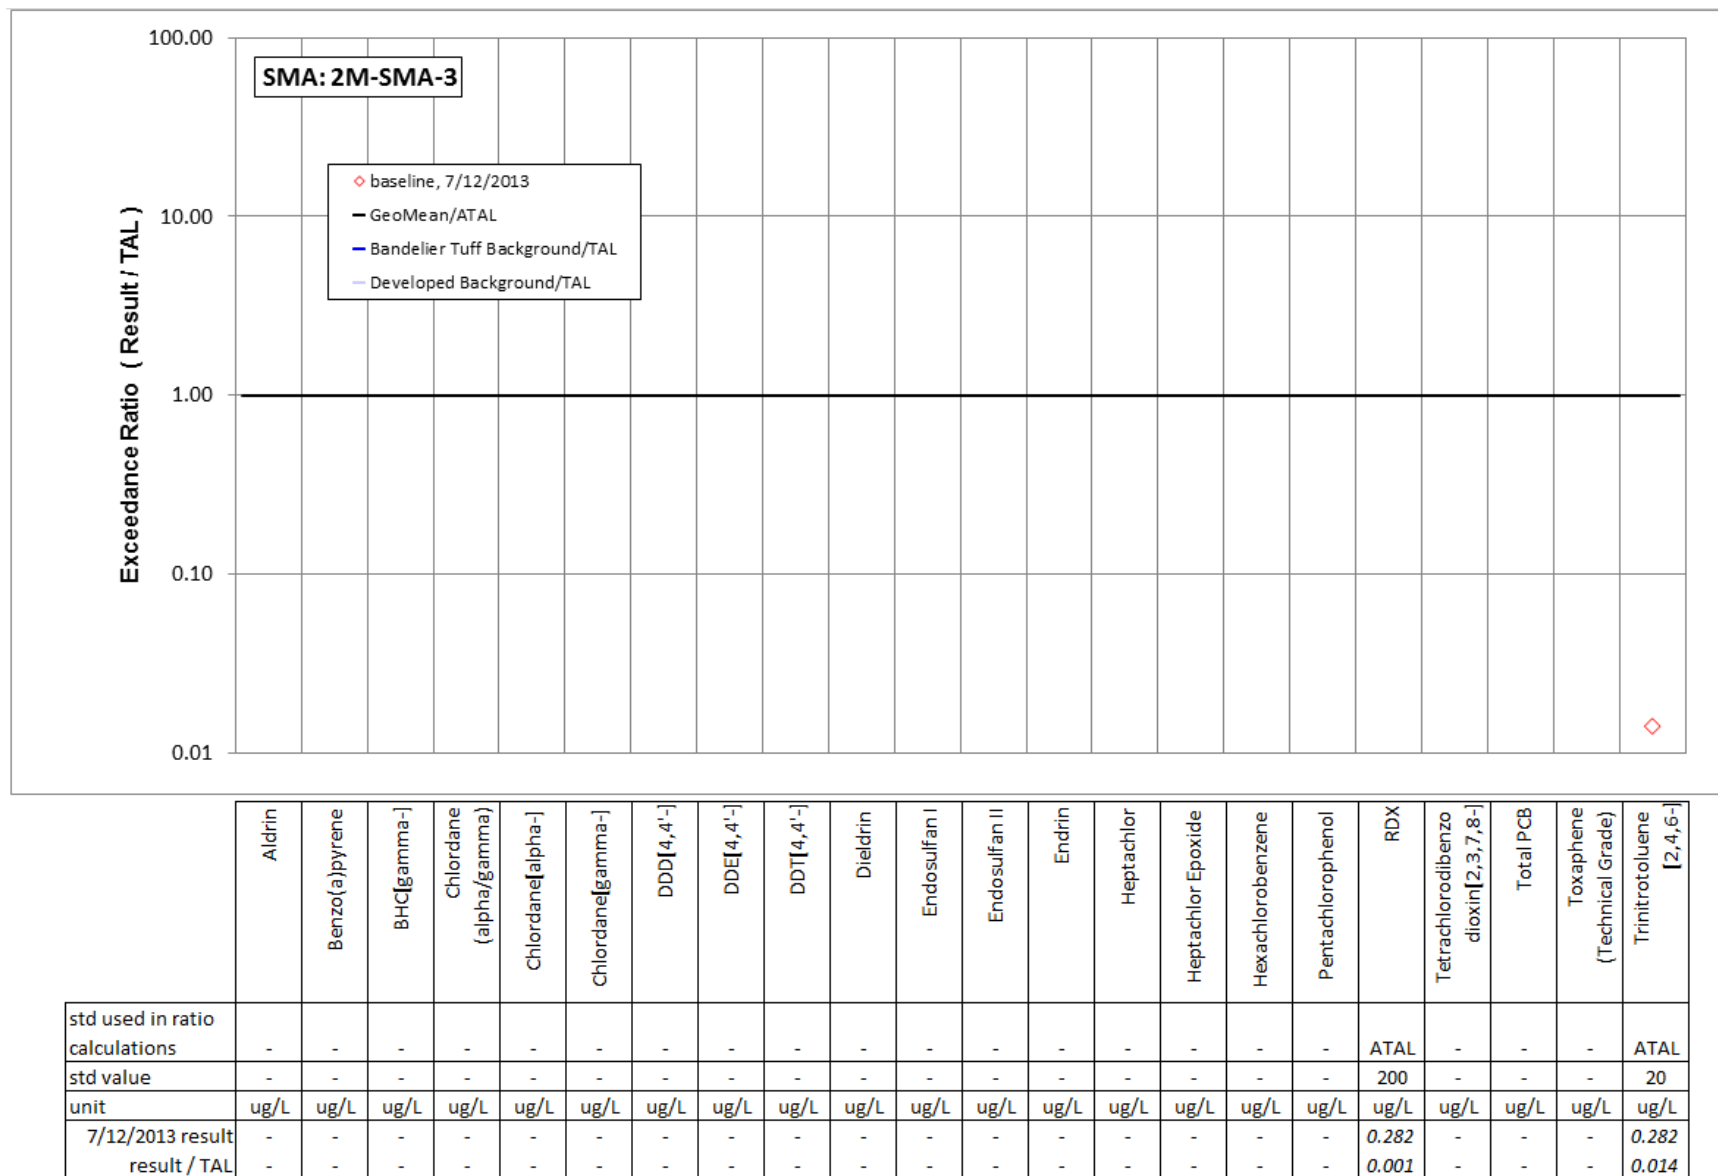 100.00
SMA: 2M-SMA-3
baseline, 7/12/2013
10.00
GeoMean/ATAL
Bandelier Tuff Background/TAL
Developed Background/TAL
Exceedance Ratio ( Result / TAL )
1.00
0.10
0.01
Aldrin
Benzo(a)pyrene
BHC[gamma-]
Chlordane
(alpha/gamma)
Chlordane[alpha-]
Chlordane[gamma-]
DDD[4,4'-]
DDE[4,4'-]
DDT[4,4'-]
Dieldrin
Endosulfan I
Endosulfan II
Endrin
Heptachlor
Heptachlor Epoxide
Hexachlorobenzene
Pentachlorophenol
RDX
Tetrachlorodibenzo
dioxin[2,3,7,8-]
Total PCB
Toxaphene
(Technical Grade)
Trinitrotoluene
[2,4,6-]
std used in ratio
calculations - - - - - - - - - - - - - - - - - ATAL - - - ATAL
std value - - - - - - - - - - - - - - - - - 200 - - - 20
unit ug/L ug/L ug/L ug/L ug/L ug/L ug/L ug/L ug/L ug/L ug/L ug/L ug/L ug/L ug/L ug/L ug/L ug/L ug/L ug/L ug/L ug/L
7/12/2013 result - - - - - - - - - - - - - - - - - 0.282 - - - 0.282
result / TAL - - - - - - - - - - - - - - - - - 0.001 - - - 0.014